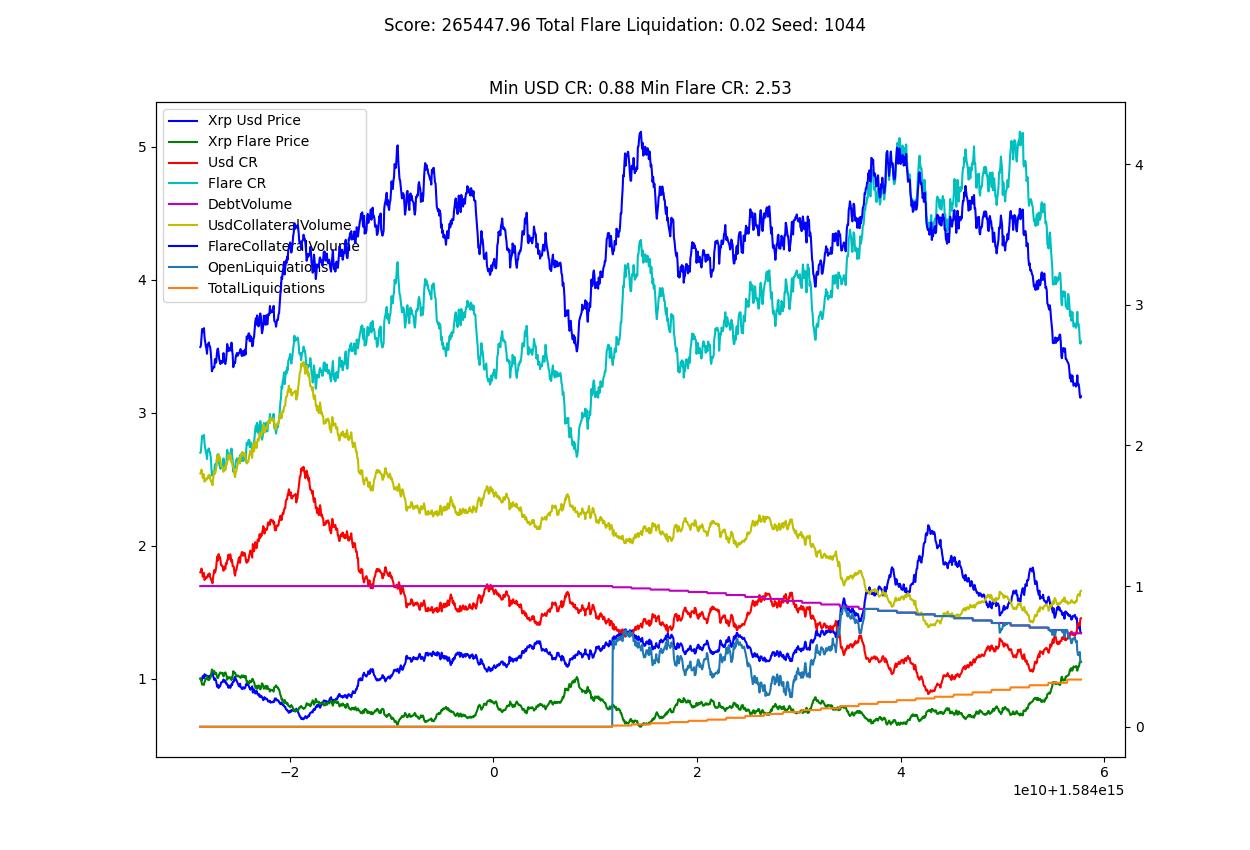 Score: 265447.96 Total Flare Liquidation: 0.02 Seed: 1044
Min USD CR: 0.88 Min Flare CR: 2.53
Xrp Usd Price
Xrp Flare Price
Usd CR
Flare CR
DebtVolume
UsdCollateralVolume
FlareCollateralVolume
OpenLiquidations
TotalLiquidations
5
4
3
2
1
4
3
2
1
0
−2
0
2
4
6
1e10+1.584e15